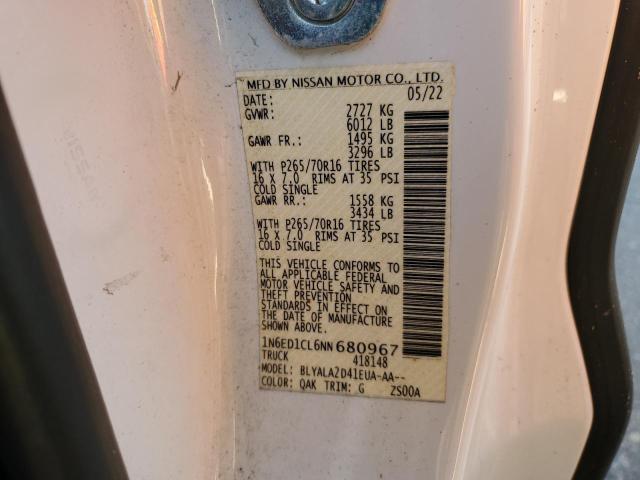 MFD BY NISSAN MOTOR CO., LTD.
DATE: 05/22
GVWR: 2727 KG
6012 LB
GAWR FR.: 1495 KG
3296 LB
WITH P265/70R16 TIRES
16 X 7.0 RIMS AT 35 PSI
COLD SINGLE
GAWR RR.: 1558 KG
3434 LB
WITH P265/70R16 TIRES
16 X 7.0 RIMS AT 35 PSI
COLD SINGLE
THIS VEHICLE CONFORMS TO
ALL APPLICABLE FEDERAL
MOTOR VEHICLE SAFETY AND
THEFT PREVENTION
STANDARDS IN EFFECT ON
THE DATE OF MANUFACTURE
SHOWN ABOVE.
1N6ED1CL6NN680967
TRUCK 418148
MODEL: BLYALA2D41EUA-AA--
COLOR: QAK TRIM: G ZS00A